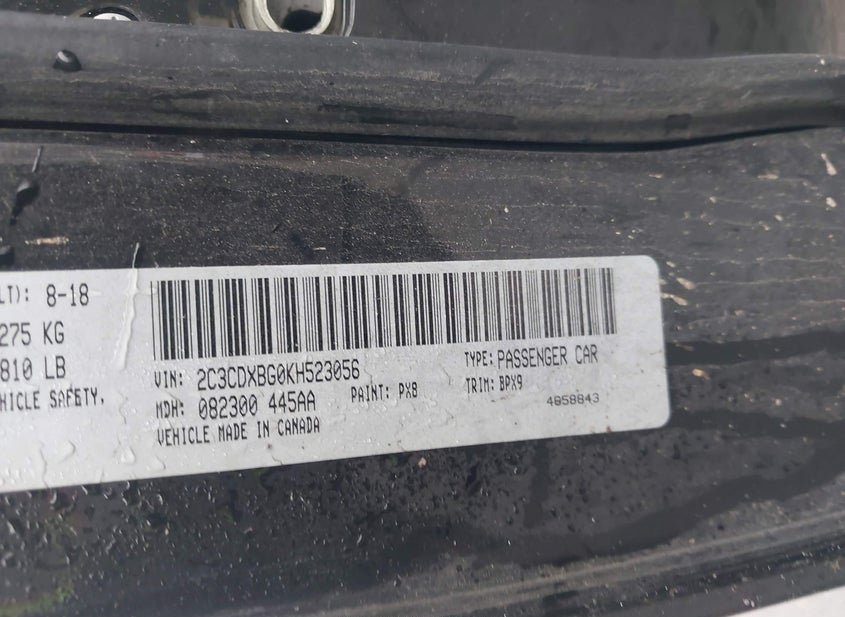 LT): 8-18
275 KG
810 LB
HICLE SAFETY,
VIN: 2C3CDXBG0KH523056
TYPE: PASSENGER CAR
MDH: 082300 445AA
PAINT: PX8
TRIM: BPX9
VEHICLE MADE IN CANADA
4858843